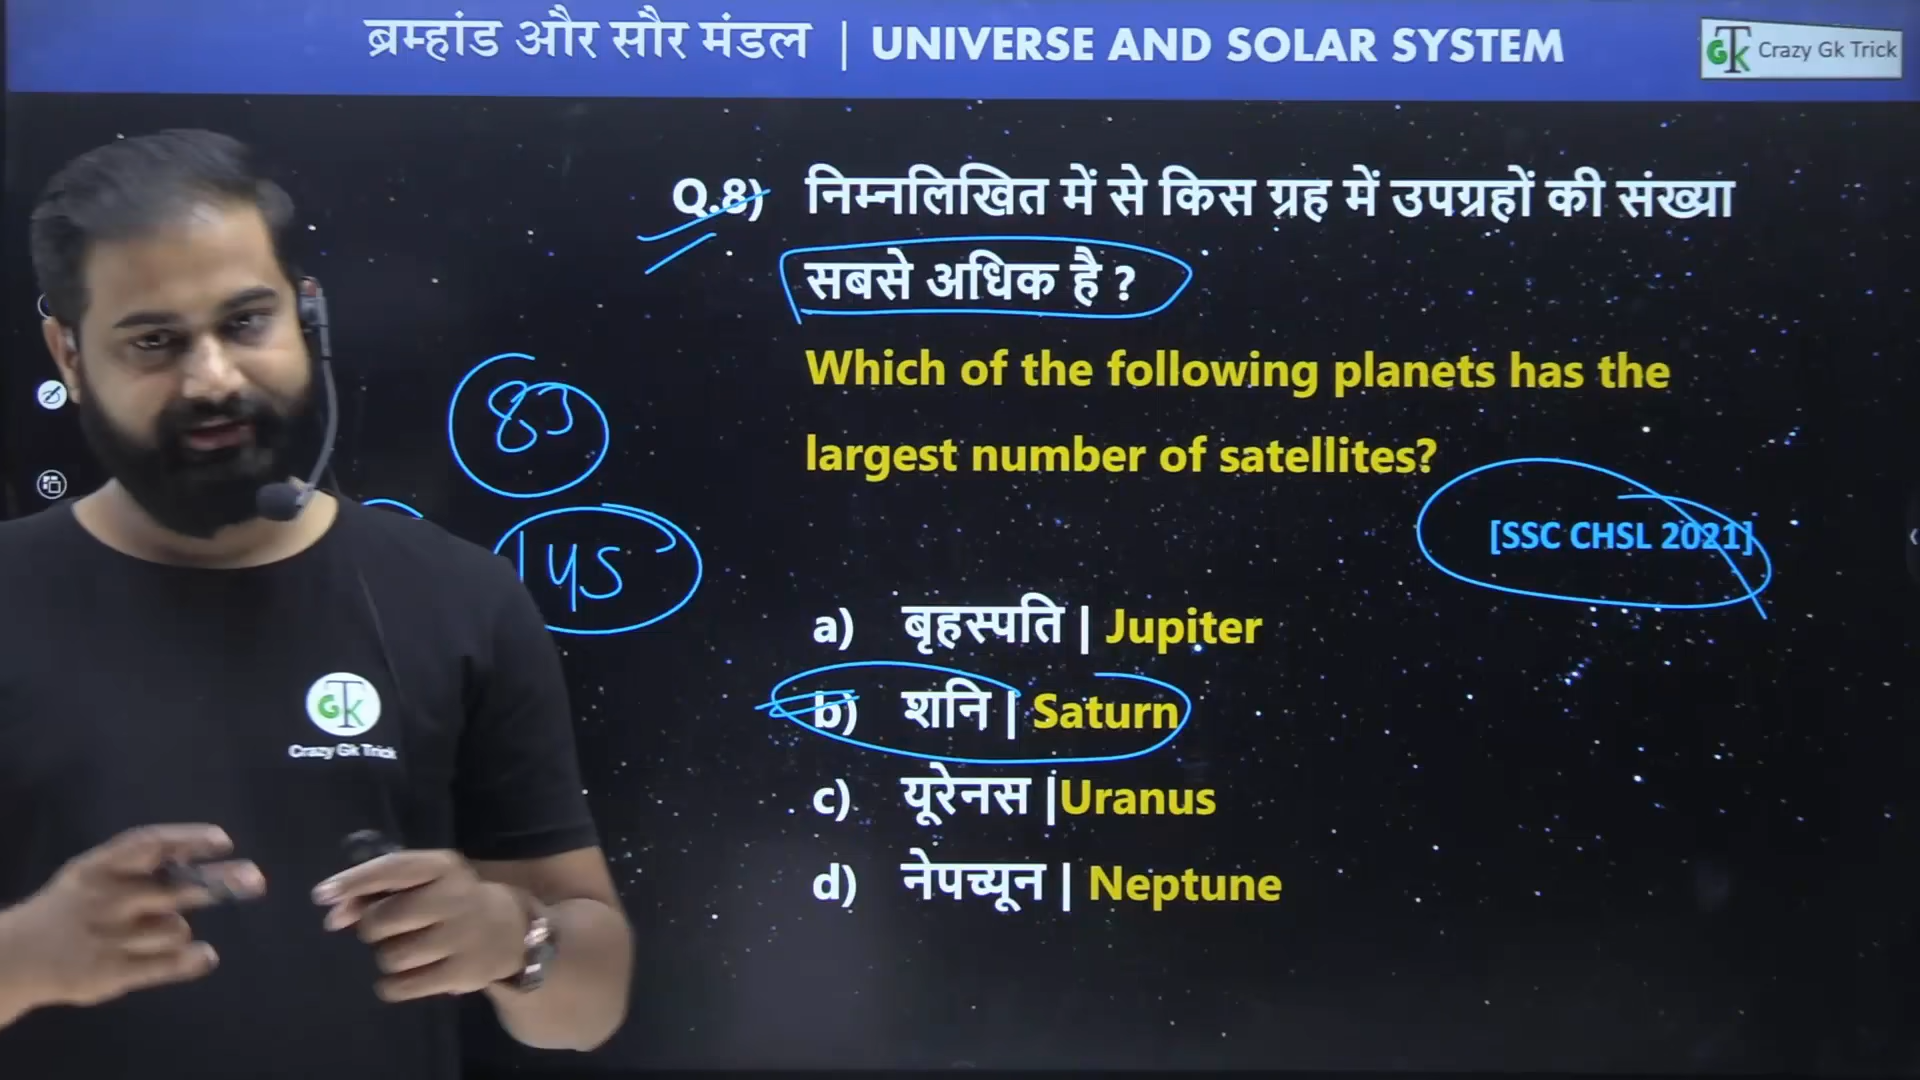 ब्रम्हांड और सौर मंडल | UNIVERSE AND SOLAR SYSTEM
GTK Crazy Gk Trick
Q.8) निम्नलिखित में से किस ग्रह में उपग्रहों की संख्या
सबसे अधिक है ?
Which of the following planets has the
largest number of satellites?
83
[SSC CHSL 2021]
145
a) बृहस्पति | Jupiter
b) शनि | Saturn
c) यूरेनस |Uranus
d) नेपच्यून | Neptune
GTK
Crazy Gk Trick